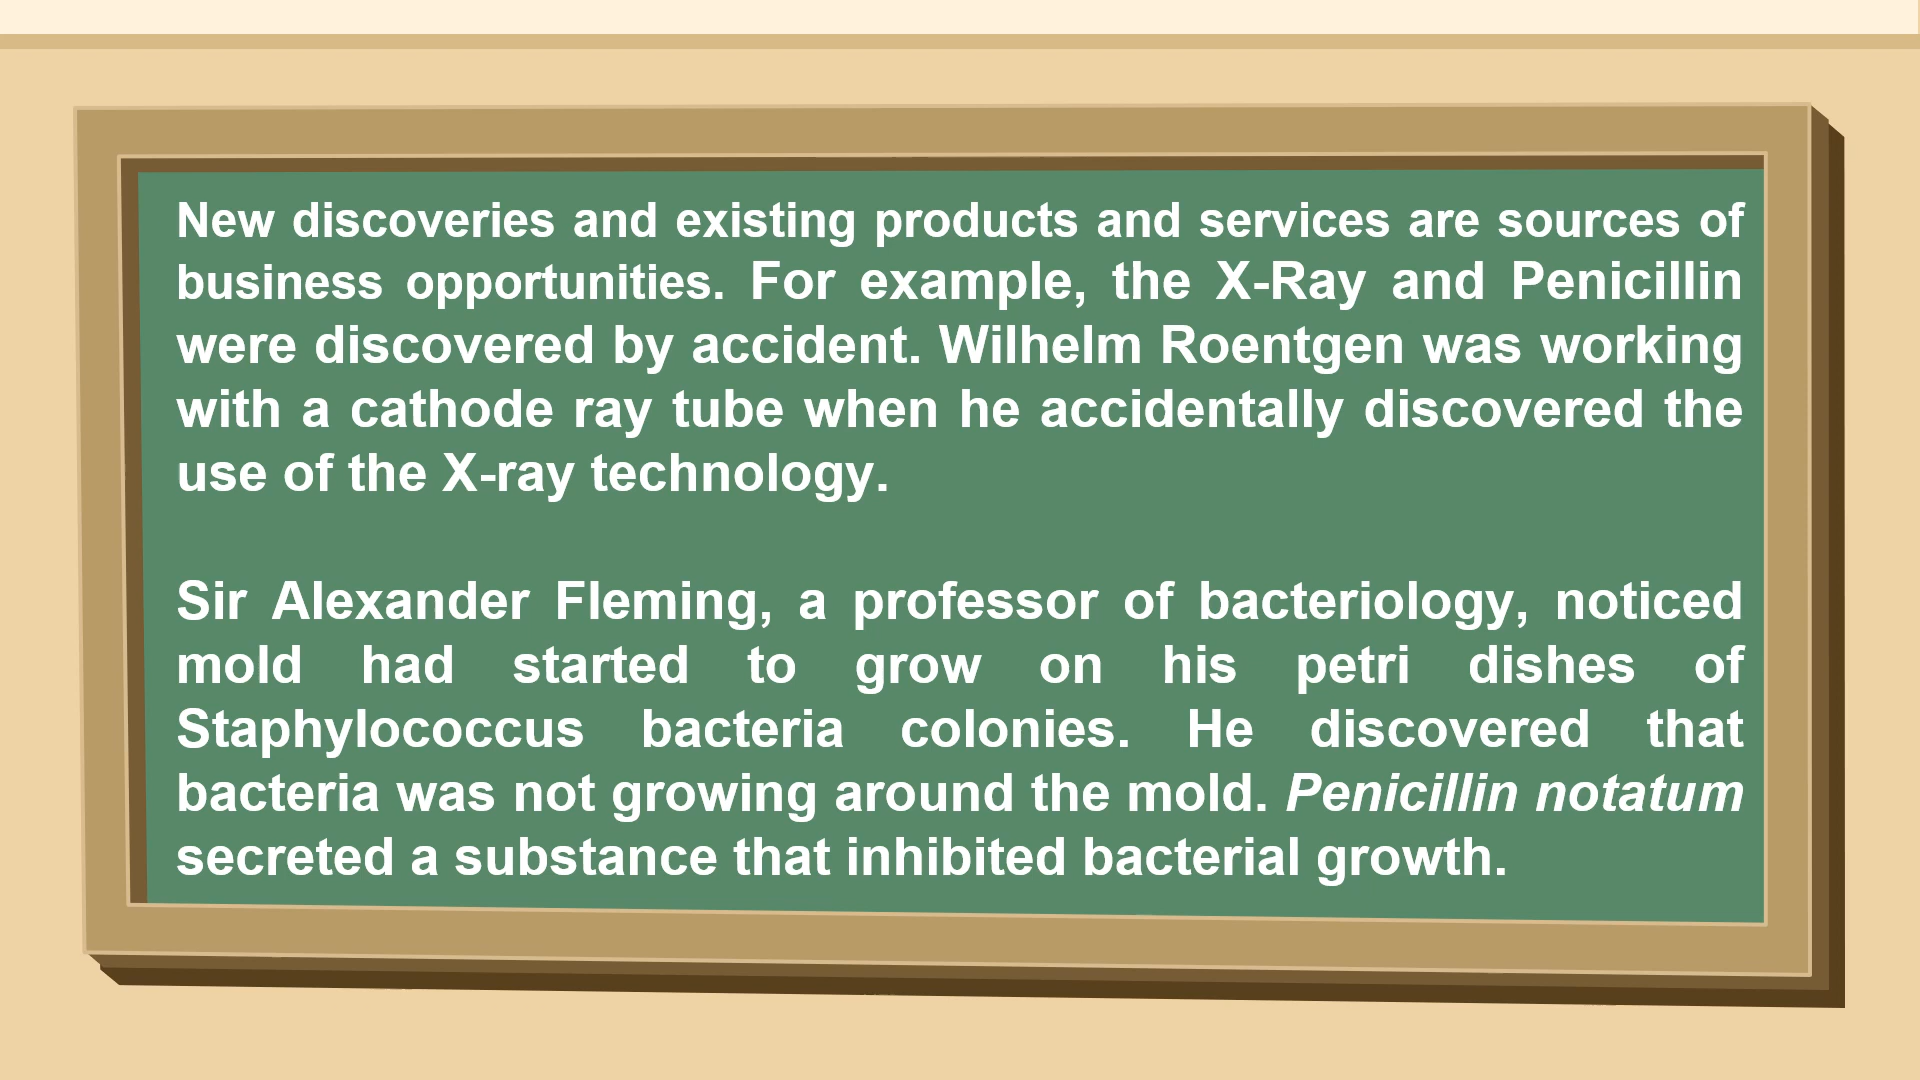 New discoveries and existing products and services are sources of
business opportunities. For example, the X-Ray and Penicillin
were discovered by accident. Wilhelm Roentgen was working
with a cathode ray tube when he accidentally discovered the
use of the X-ray technology.
Sir Alexander Fleming, a professor of bacteriology, noticed
mold had started to grow on his petri dishes of
Staphylococcus bacteria colonies. He discovered that
bacteria was not growing around the mold. Penicillin notatum
secreted a substance that inhibited bacterial growth.